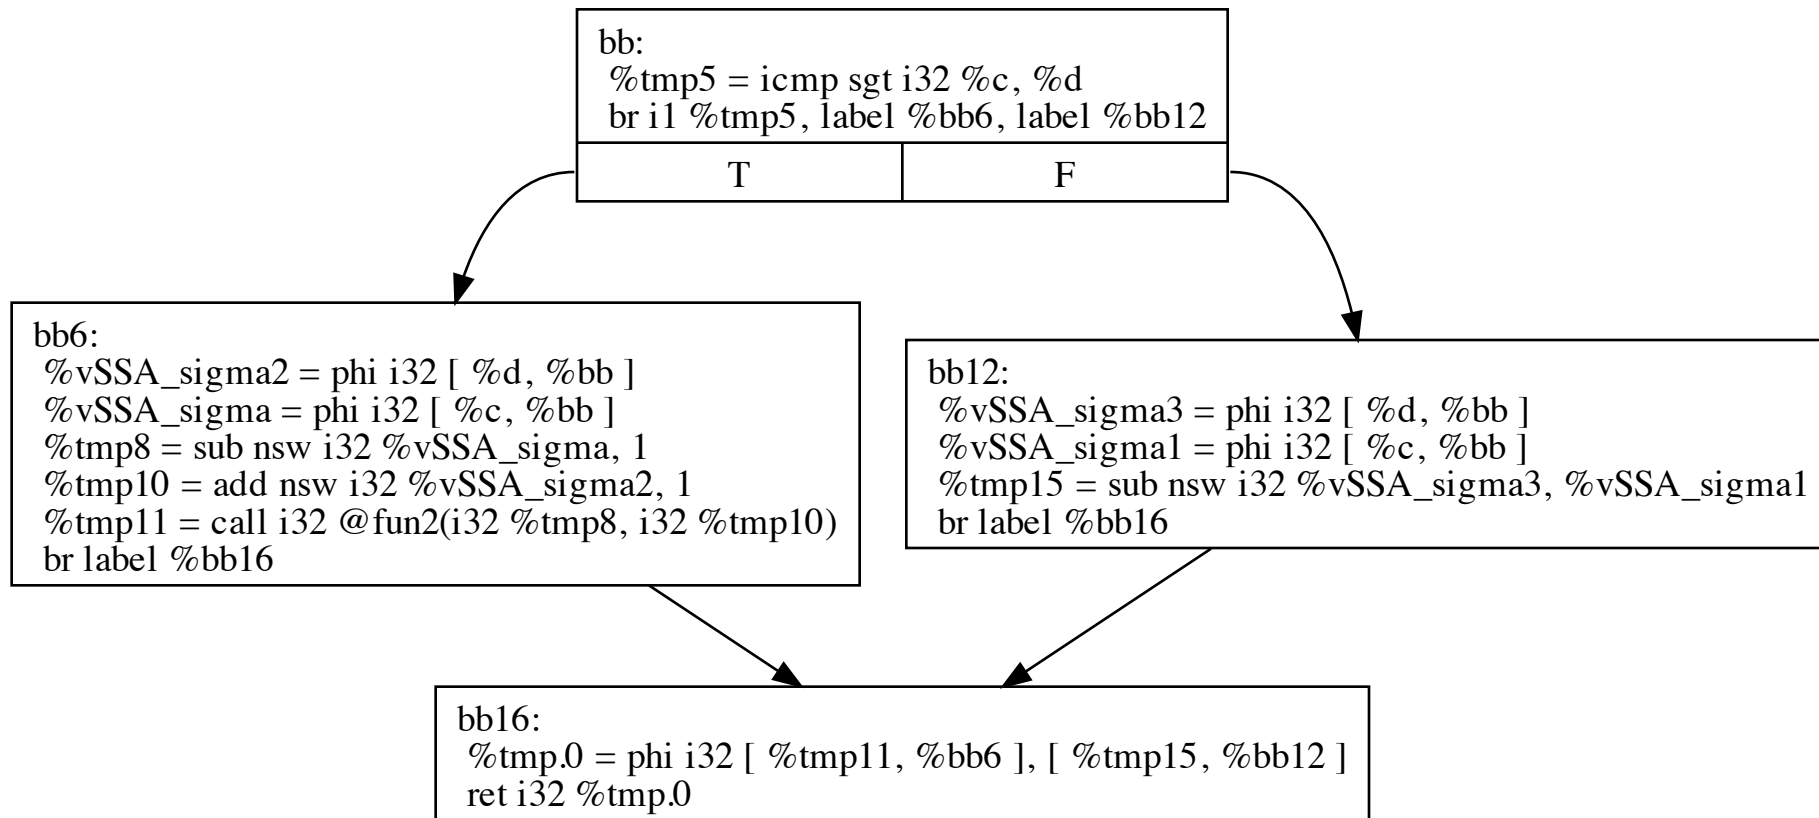 bb:
%tmp5 = icmp sgt i32 %c, %d
br i1 %tmp5, label %bb6, label %bb12
T
F
bb6:
%vSSA_sigma2 = phi i32 [ %d, %bb ]
%vSSA_sigma = phi i32 [ %c, %bb ]
%tmp8 = sub nsw i32 %vSSA_sigma, 1
%tmp10 = add nsw i32 %vSSA_sigma2, 1
%tmp11 = call i32 @fun2(i32 %tmp8, i32 %tmp10)
br label %bb16
bb12:
%vSSA_sigma3 = phi i32 [ %d, %bb ]
%vSSA_sigma1 = phi i32 [ %c, %bb ]
%tmp15 = sub nsw i32 %vSSA_sigma3, %vSSA_sigma1
br label %bb16
bb16:
%tmp.0 = phi i32 [ %tmp11, %bb6 ], [ %tmp15, %bb12 ]
ret i32 %tmp.0